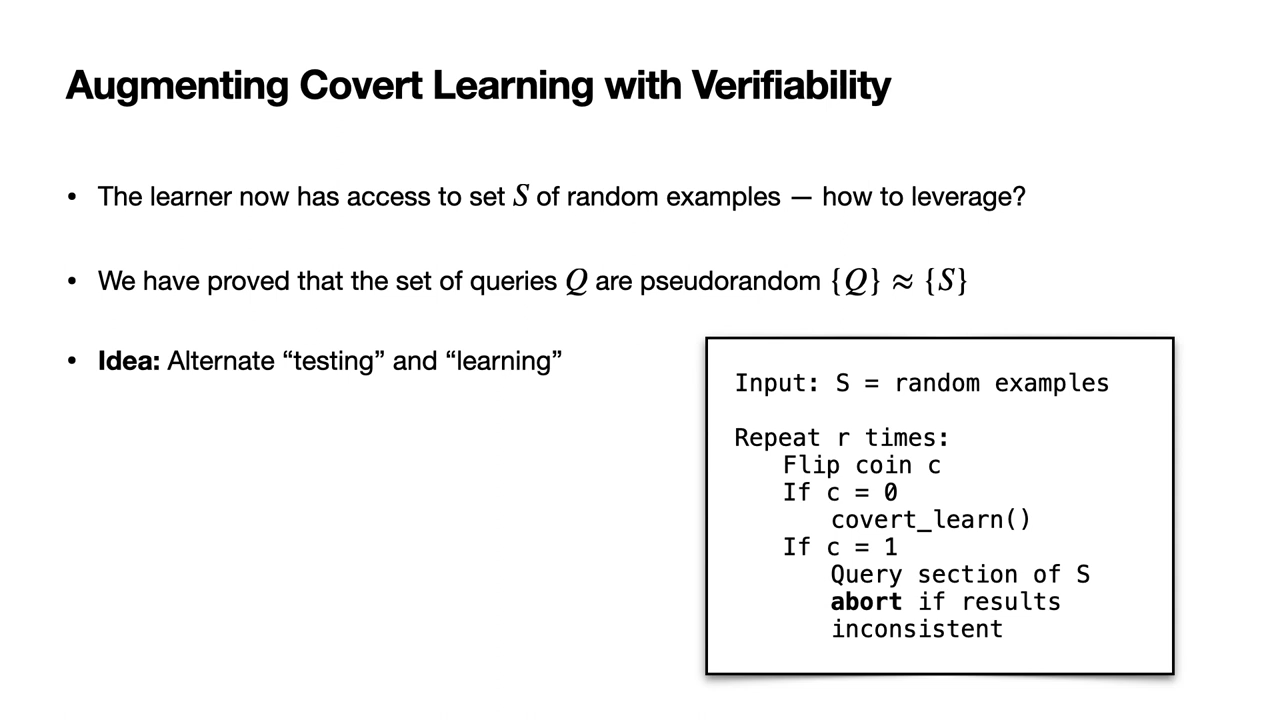 Augmenting Covert Learning with Verifiability
• The learner now has access to set S of random examples — how to leverage?
• We have proved that the set of queries Q are pseudorandom {Q} ≈ {S}
• Idea: Alternate “testing” and “learning”
Input: S = random examples
Repeat r times:
Flip coin c
If c = 0
covert_learn()
If c = 1
Query section of S
abort if results
inconsistent